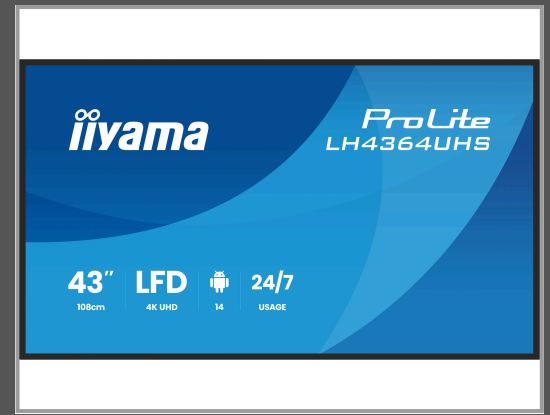 iiyama
ProLite
LH4364UHS
43" LFD 24/7
108cm 4K UHD 14 USAGE